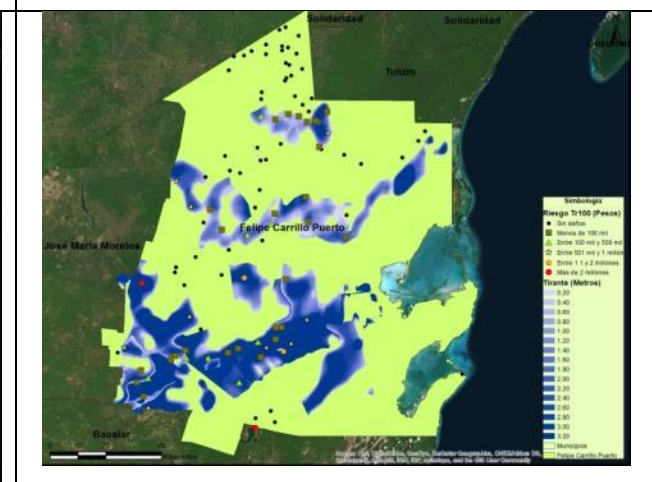 Solidaridad
Solidaridad
Cozumel
Tulum
Felipe Carrillo Puerto
José María Morelos
Bacalar
Simbología
Riesgo Tr100 (Pesos)
Sin daños
Menos de 100 mil
Entre 100 mil y 500 mil
Entre 501 mil y 1 millón
Entre 1.1 y 2 millones
Más de 2 millones
Tirante (Metros)
0.20
0.40
0.60
0.80
1.00
1.20
1.40
1.60
1.80
2.00
2.20
2.40
2.60
2.80
3.00
3.20
Municipios
Felipe Carrillo Puerto